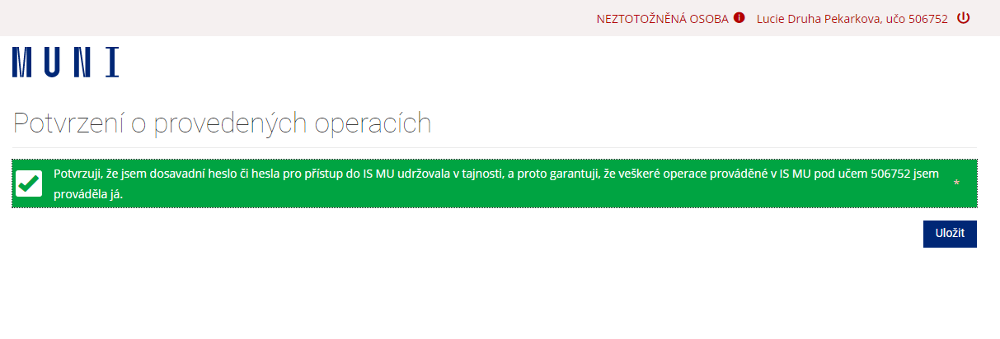 NEZTOTOŽNĚNÁ OSOBA i Lucie Druha Pekarkova, učo 506752
MUNI
Potvrzení o provedených operacích
Potvrzuji, že jsem dosavadní heslo či hesla pro přístup do IS MU udržovala v tajnosti, a proto garantuji, že veškeré operace prováděné v IS MU pod učem 506752 jsem *
prováděla já.
Uložit